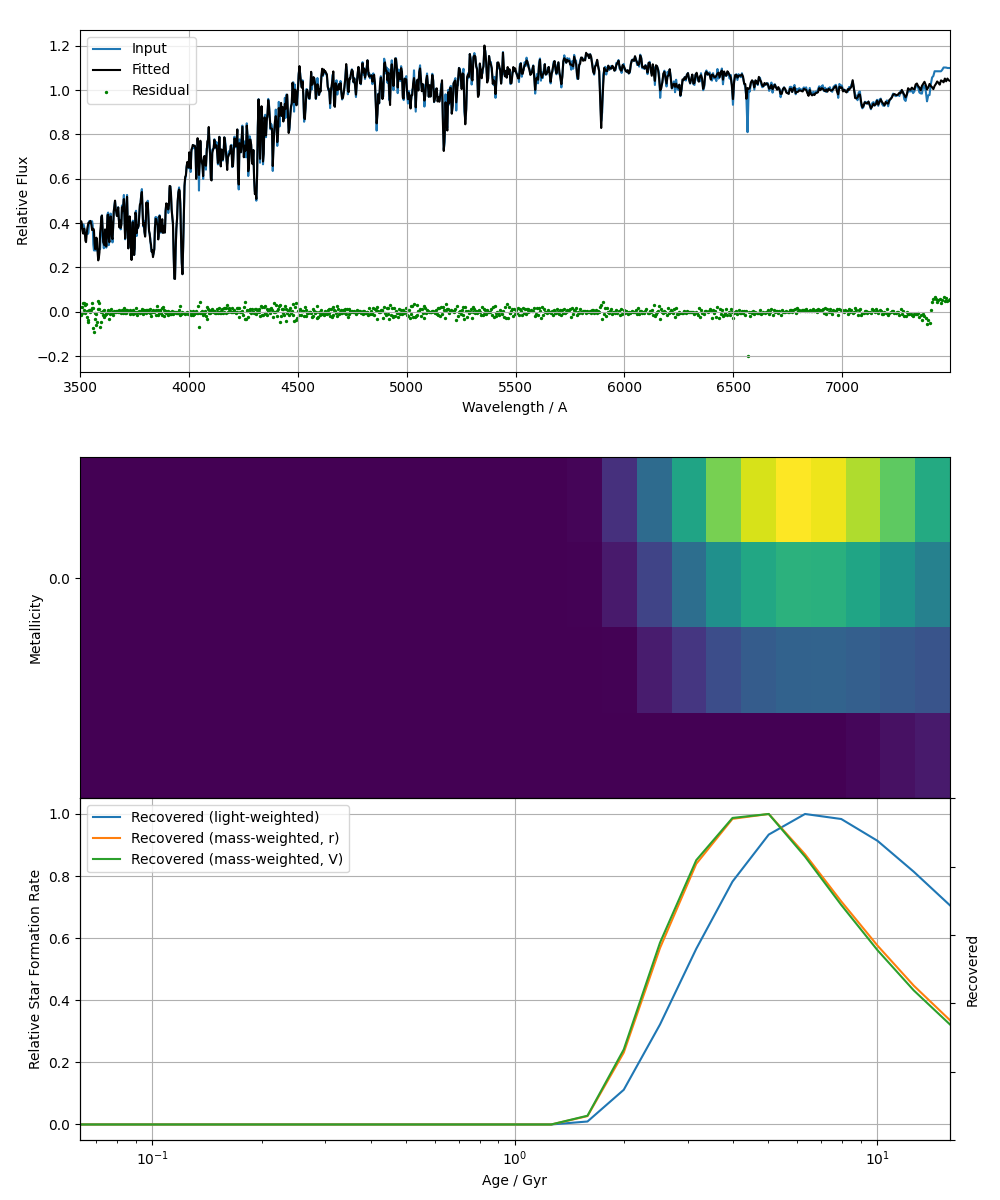 1.2
1.0
0.8
0.6
0.4
0.2
0.0
−0.2
Relative Flux
Input
Fitted
Residual
3500 4000 4500 5000 5500 6000 6500 7000
Wavelength / A
0.0
Metallicity
1.0
0.8
0.6
0.4
0.2
0.0
Relative Star Formation Rate
Recovered (light-weighted)
Recovered (mass-weighted, r)
Recovered (mass-weighted, V)
Recovered
10⁻¹ 10⁰ 10¹
Age / Gyr